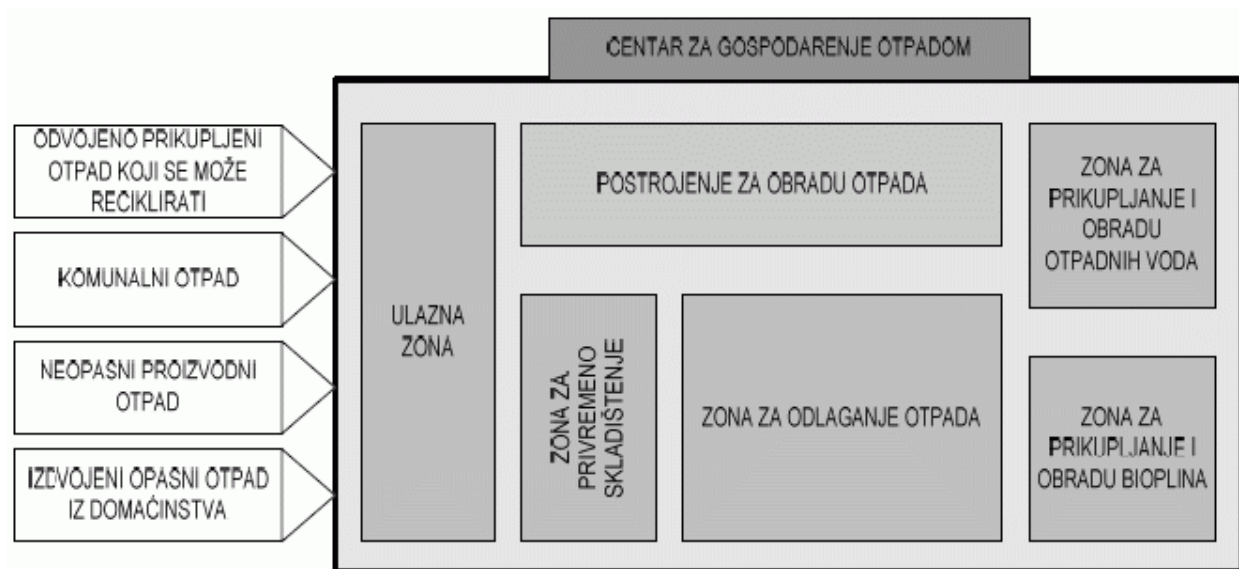 CENTAR ZA GOSPODARENJE OTPADOM
ODVOJENO PRIKUPLJENI
OTPAD KOJI SE MOŽE
RECIKLIRATI
KOMUNALNI OTPAD
NEOPASNI PROIZVODNI
OTPAD
IZDVOJENI OPASNI OTPAD
IZ DOMAĆINSTVA
ULAZNA
ZONA
POSTROJENJE ZA OBRADU OTPADA
ZONA ZA
PRIVREMENO
SKLADIŠTENJE
ZONA ZA ODLAGANJE OTPADA
ZONA ZA
PRIKUPLJANJE I
OBRADU
OTPADNIH VODA
ZONA ZA
PRIKUPLJANJE I
OBRADU BIOPLINA